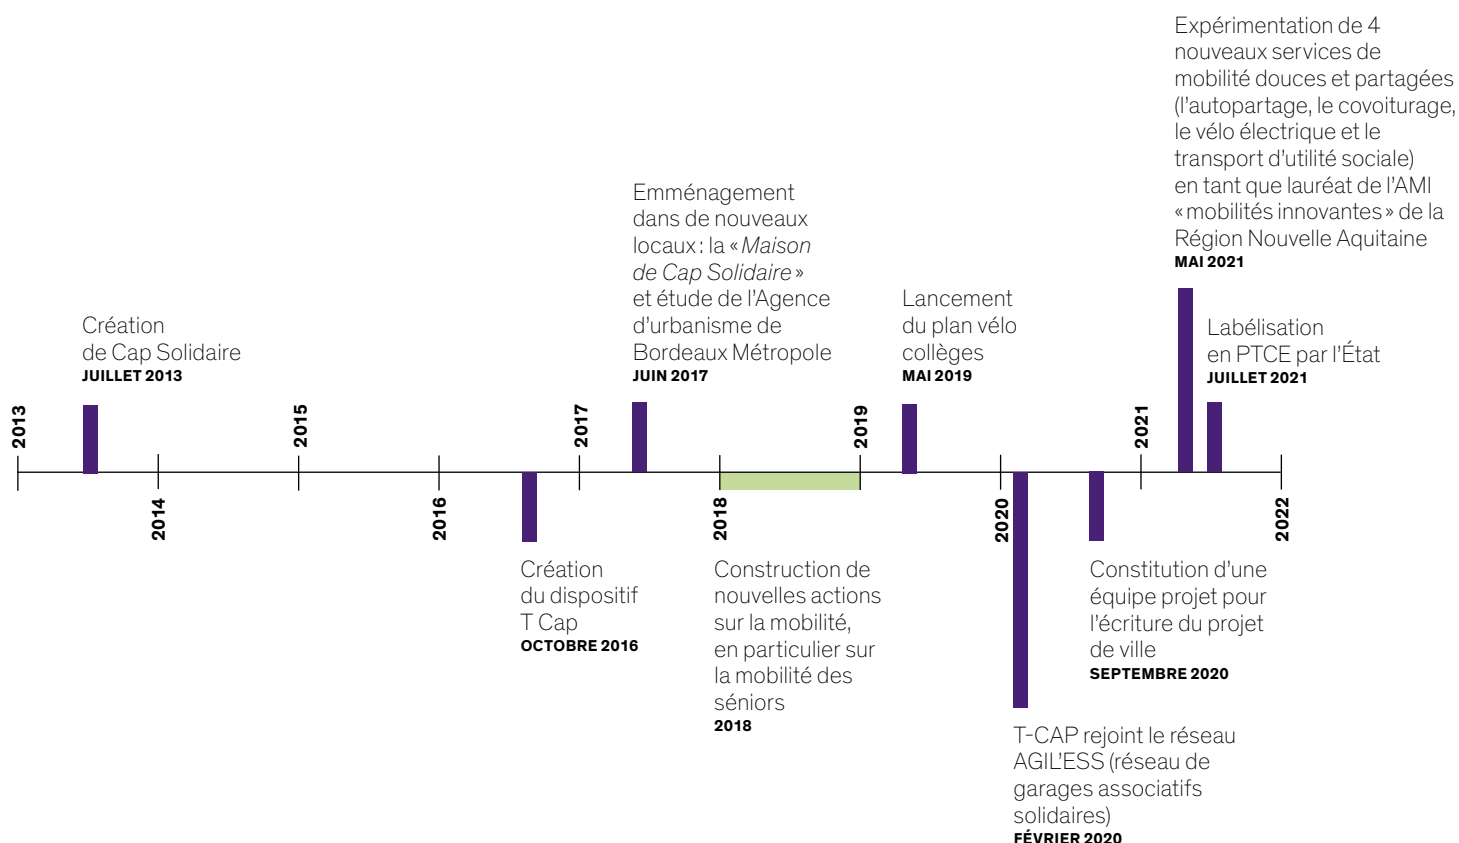 Expérimentation de 4
nouveaux services de
mobilité douces et partagées
(l'autopartage, le covoiturage,
le vélo électrique et le
transport d'utilité sociale)
en tant que lauréat de l'AMI
«mobilités innovantes» de la
Région Nouvelle Aquitaine
MAI 2021
Emménagement
dans de nouveaux
locaux: la «Maison
de Cap Solidaire»
et étude de l'Agence
d'urbanisme de
Bordeaux Métropole
JUIN 2017
Lancement
du plan vélo
collèges
MAI 2019
Création
de Cap Solidaire
JUILLET 2013
Labélisation
en PTCE par l'État
JUILLET 2021
2013
2015
2017
2019
2021
2014
2016
2018
2020
2022
Création
du dispositif
T Cap
OCTOBRE 2016
Construction de
nouvelles actions
sur la mobilité,
en particulier sur
la mobilité des
séniors
2018
Constitution d'une
équipe projet pour
l'écriture du projet
de ville
SEPTEMBRE 2020
T-CAP rejoint le réseau
AGIL'ESS (réseau de
garages associatifs
solidaires)
FÉVRIER 2020